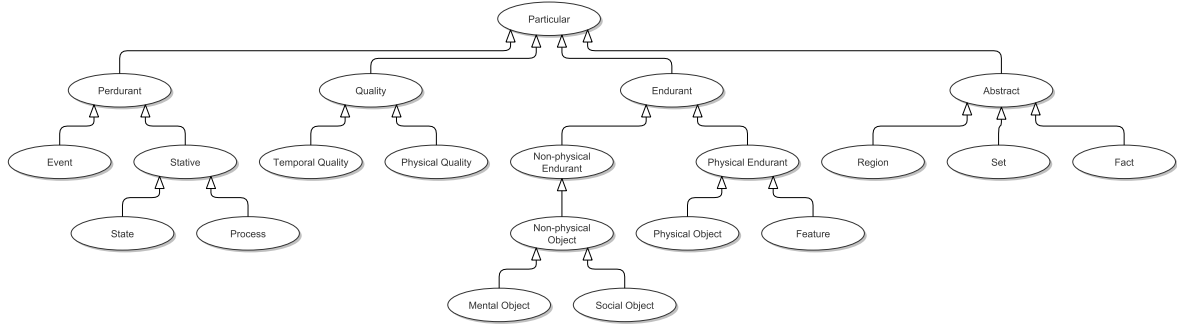 Particular
Perdurant
Quality
Endurant
Abstract
Event
Stative
Temporal Quality
Physical Quality
Non-physical
Endurant
Physical Endurant
Region
Set
Fact
State
Process
Non-physical
Object
Physical Object
Feature
Mental Object
Social Object